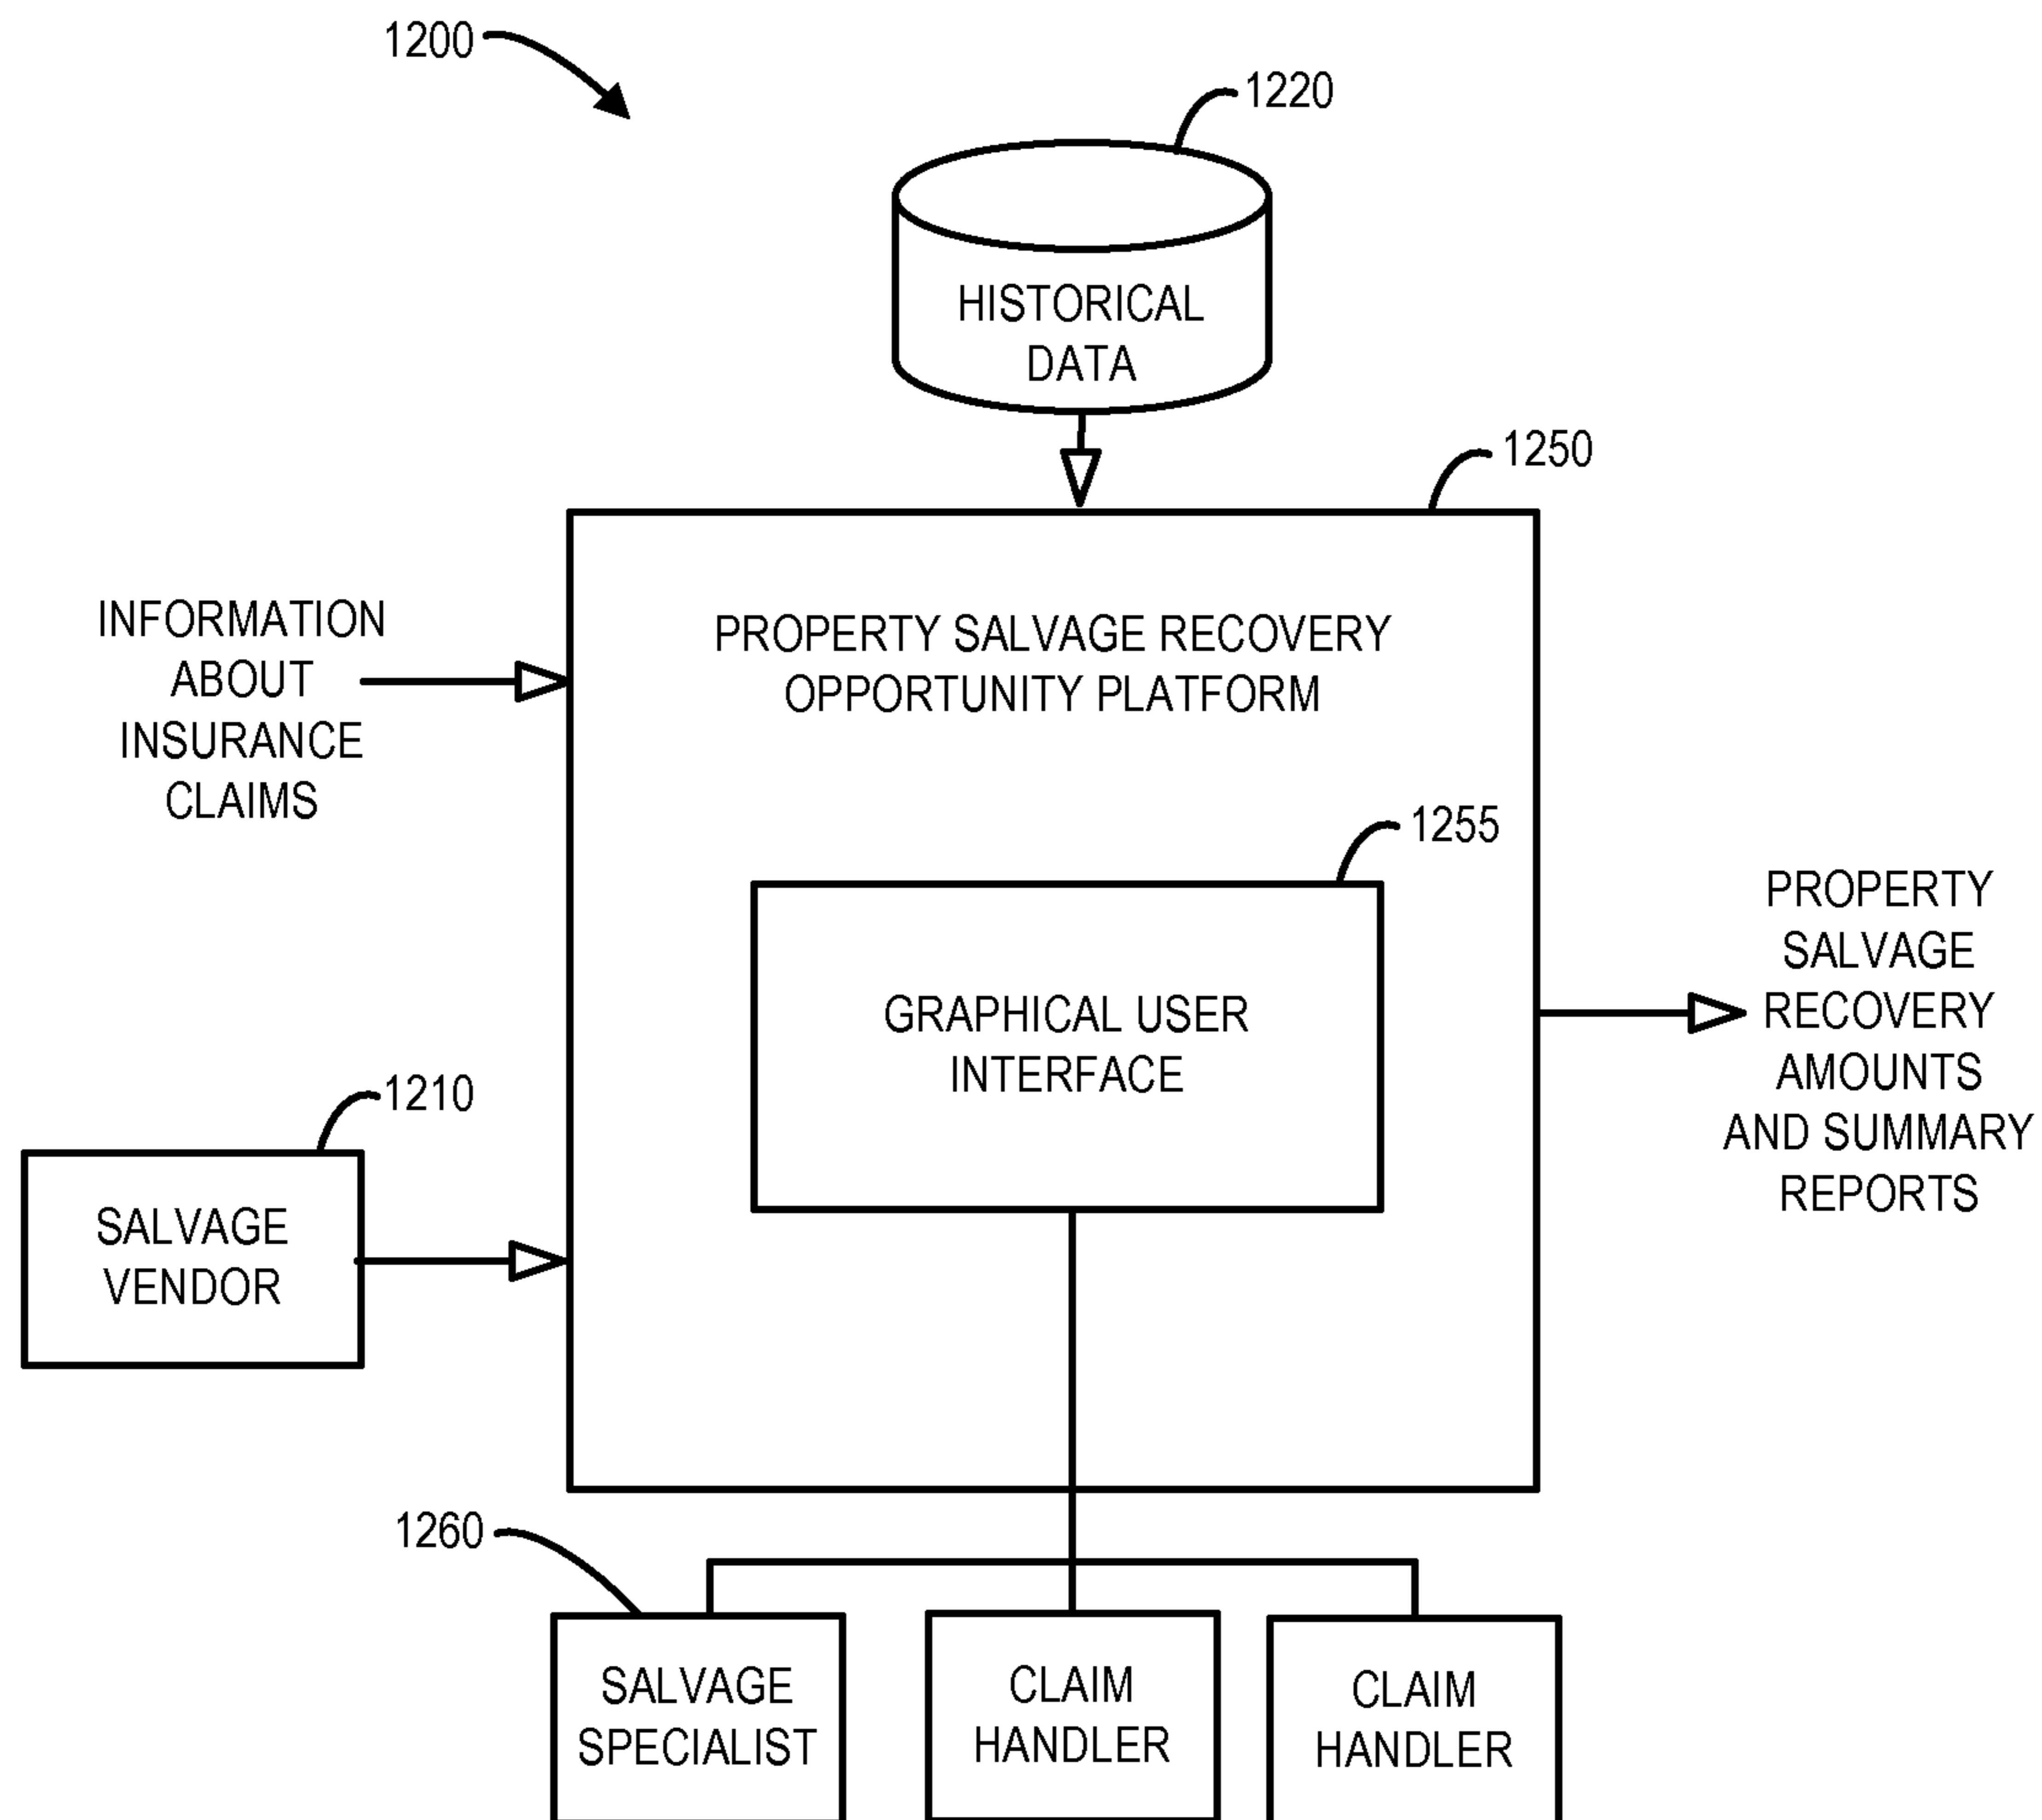 1200
1220
HISTORICAL
DATA
1250
INFORMATION
ABOUT
INSURANCE
CLAIMS
PROPERTY SALVAGE RECOVERY
OPPORTUNITY PLATFORM
1255
GRAPHICAL USER
INTERFACE
PROPERTY
SALVAGE
RECOVERY
AMOUNTS
AND SUMMARY
REPORTS
1210
SALVAGE
VENDOR
1260
SALVAGE
SPECIALIST
CLAIM
HANDLER
CLAIM
HANDLER